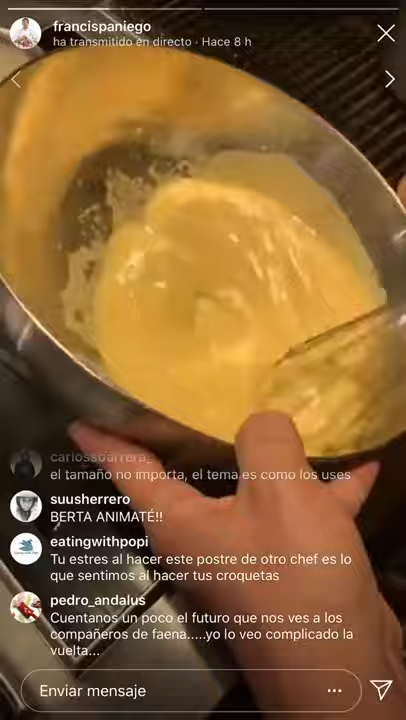 francispaniego
ha transmitido en directo · Hace 8 h
carlossbarrera_
el tamaño no importa, el tema es como los uses
suusherrero
BERTA ANIMATÉ!!
eatingwithpopi
Tu estres al hacer este postre de otro chef es lo
que sentimos al hacer tus croquetas
pedro_andalus
Cuentanos un poco el futuro que nos ves a los
compañeros de faena.....yo lo veo complicado la
vuelta...
Enviar mensaje